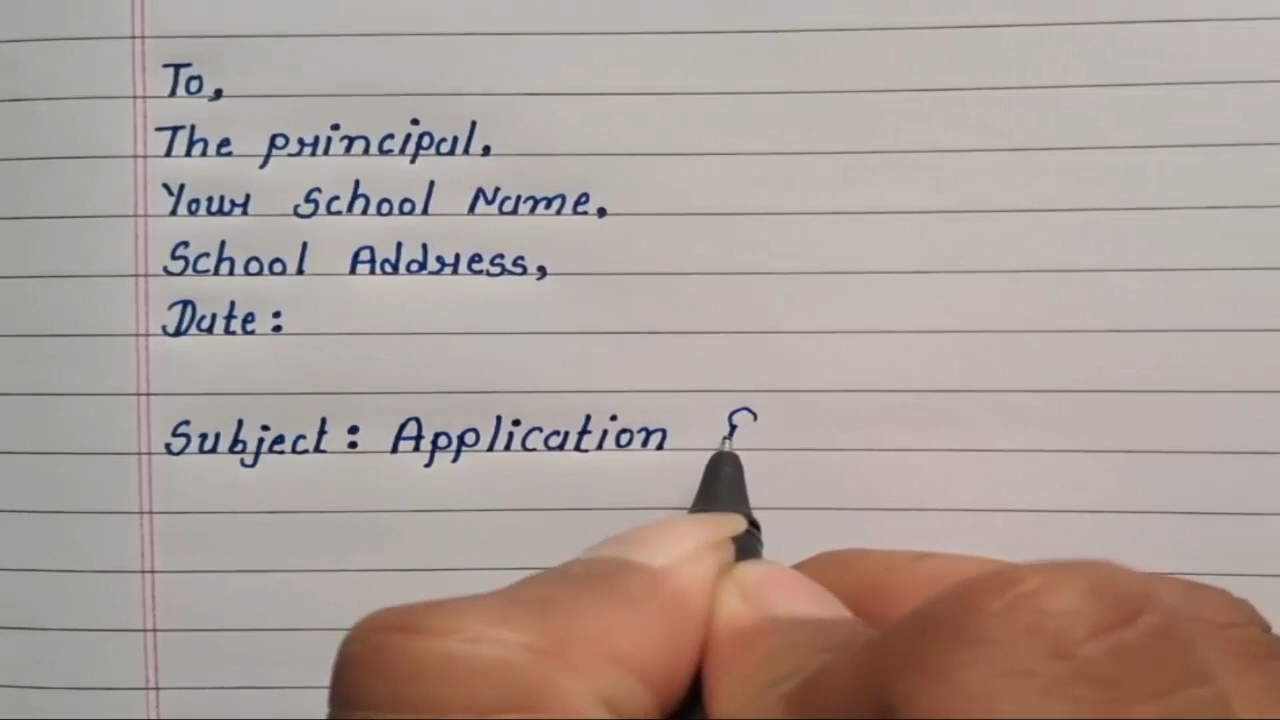 To,
The principal,
Your School Name,
School Address,
Date:
Subject: Application